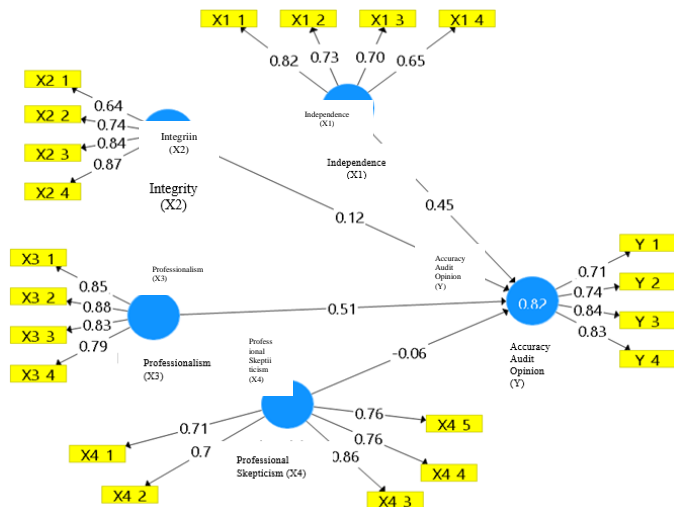 X1 1
X1 2
X1 3
X1 4
0.82
0.73
0.70
0.65
Independence
(X1)
Independence
(X1)
X2 1
X2 2
X2 3
X2 4
0.64
0.74
0.84
0.87
Integriin
(X2)
Integrity
(X2)
0.12
0.45
X3 1
X3 2
X3 3
X3 4
0.85
0.88
0.83
0.79
Professionalism
(X3)
Professionalism
(X3)
0.51
Accuracy
Audit
Opinion
(Y)
0.82
Accuracy
Audit
Opinion
(Y)
Y 1
Y 2
Y 3
Y 4
0.71
0.74
0.84
0.83
Profess
ional
Skeptii
ticism
(X4)
-0.06
Professional
Skepticism (X4)
X4 1
X4 2
X4 3
X4 4
X4 5
0.71
0.7
0.86
0.76
0.76